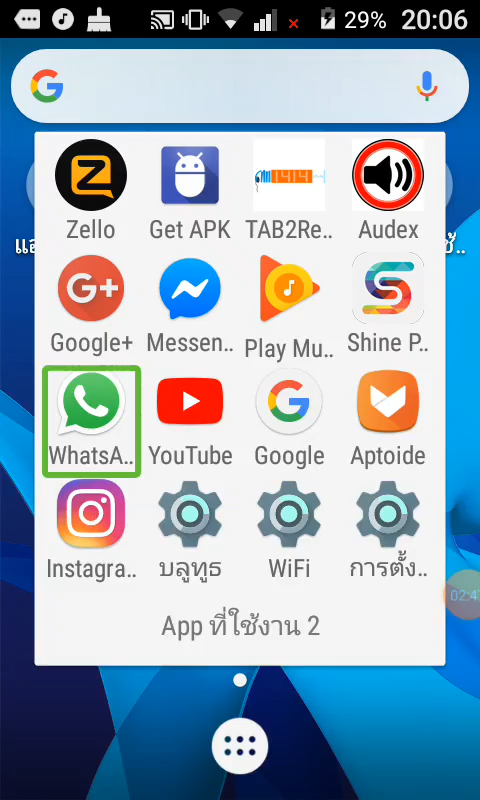 29% 20:06
Zello Get APK TAB2Re.. Audex
Google+ Messen.. Play Mu.. Shine P..
WhatsA.. YouTube Google Aptoide
Instagra.. บลูทูธ WiFi การตั้ง..
App ที่ใช้งาน 2